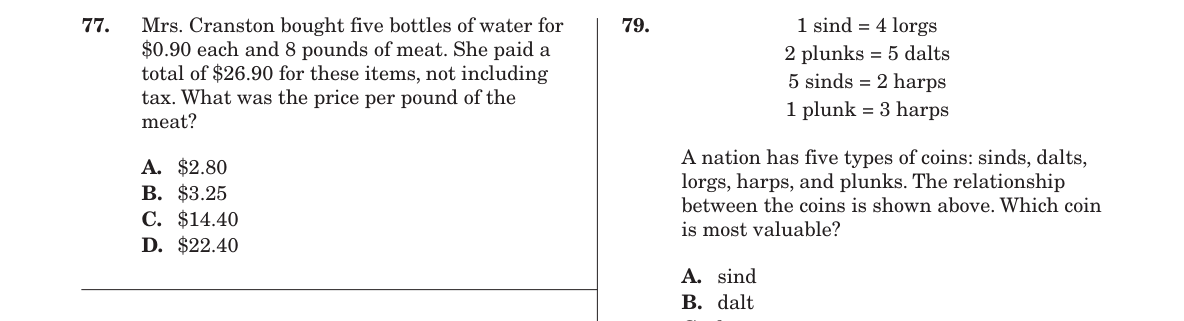 77. Mrs. Cranston bought five bottles of water for
$0.90 each and 8 pounds of meat. She paid a
total of $26.90 for these items, not including
tax. What was the price per pound of the
meat?
A. $2.80
B. $3.25
C. $14.40
D. $22.40
79. 1 sind = 4 lorgs
2 plunks = 5 dalts
5 sinds = 2 harps
1 plunk = 3 harps
A nation has five types of coins: sinds, dalts,
lorgs, harps, and plunks. The relationship
between the coins is shown above. Which coin
is most valuable?
A. sind
B. dalt